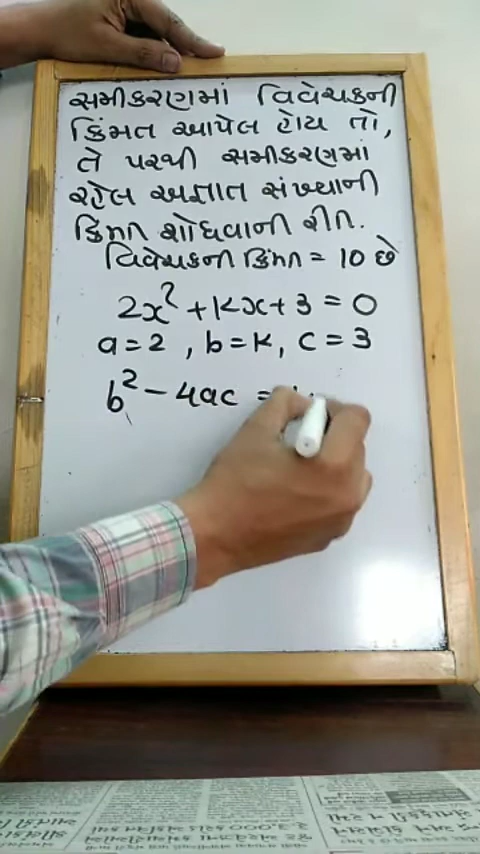 સમીકરણમાં વિવેચકની
કિંમત આપેલ હોય તો,
તે પરથી સમીકરણમાં
રહેલ અજ્ઞાત સંખ્યાની
કિંમત શોધવાની રીત.
વિવેચકની કિંમત = 10 છે
2x² + kx + 3 = 0
a = 2 , b = k, c = 3
b² - 4ac =